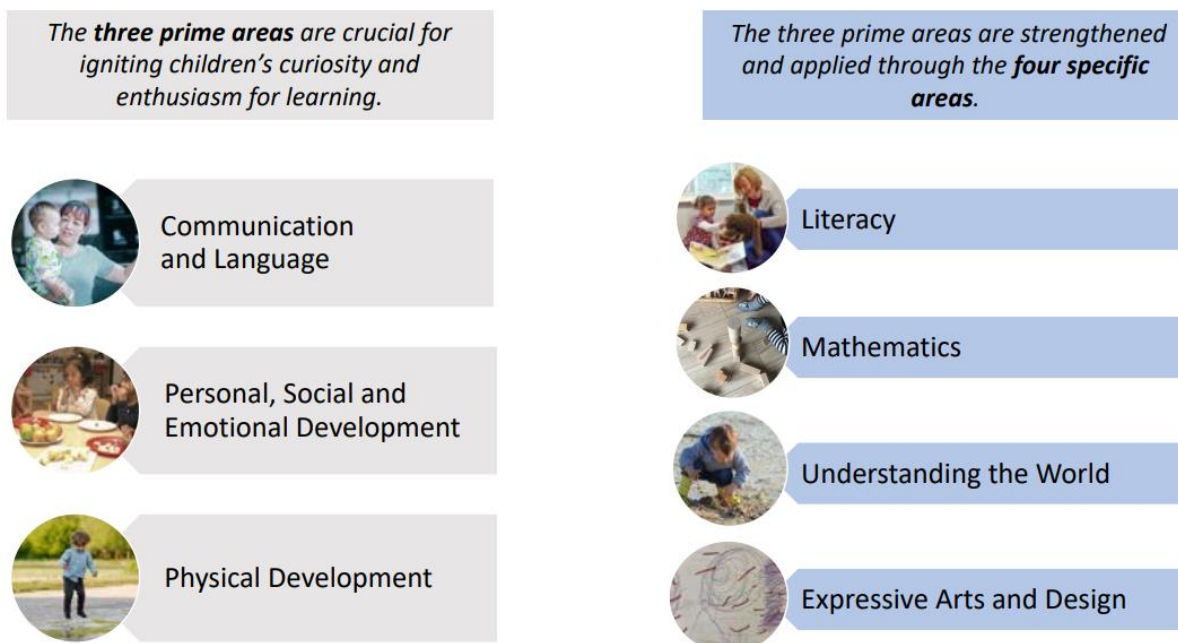 The three prime areas are crucial for
igniting children’s curiosity and
enthusiasm for learning.
Communication
and Language
Personal, Social and
Emotional Development
Physical Development
The three prime areas are strengthened
and applied through the four specific
areas.
Literacy
Mathematics
Understanding the World
Expressive Arts and Design